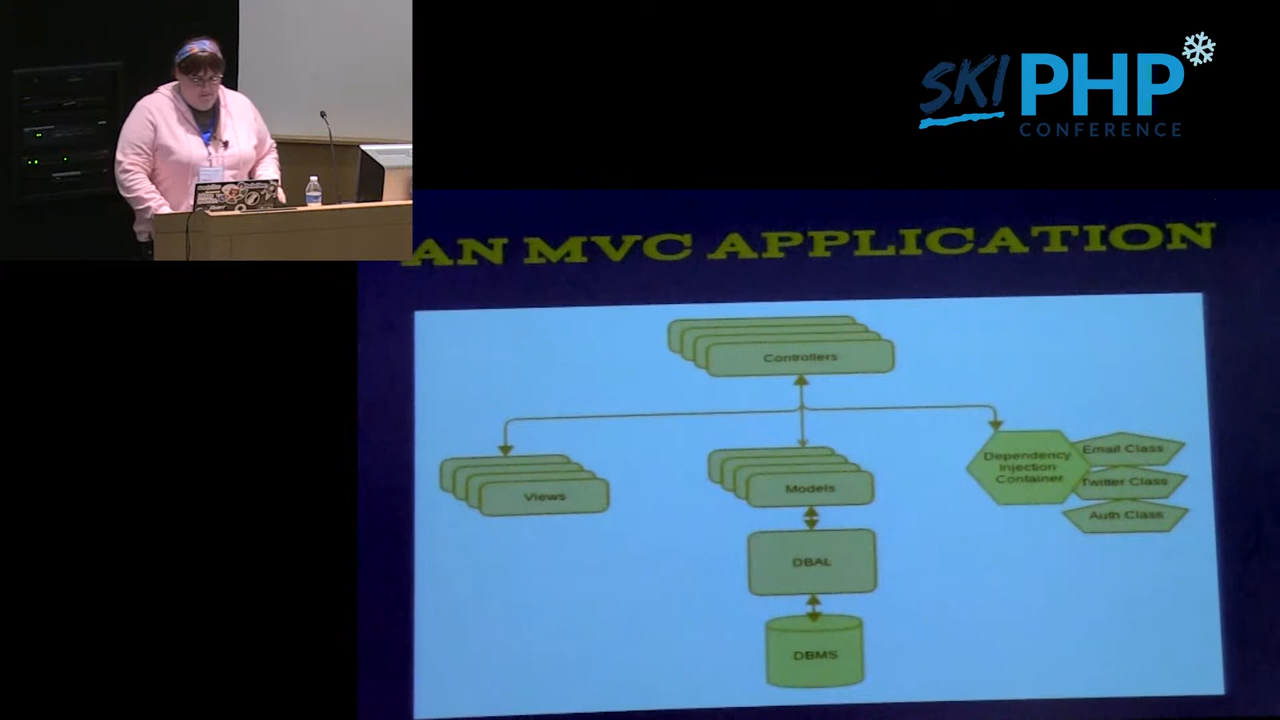 SKI PHP
CONFERENCE
AN MVC APPLICATION
Controllers
Views
Models
Dependency
Injection
Container
Email Class
Twitter Class
Auth Class
DBAL
DBMS